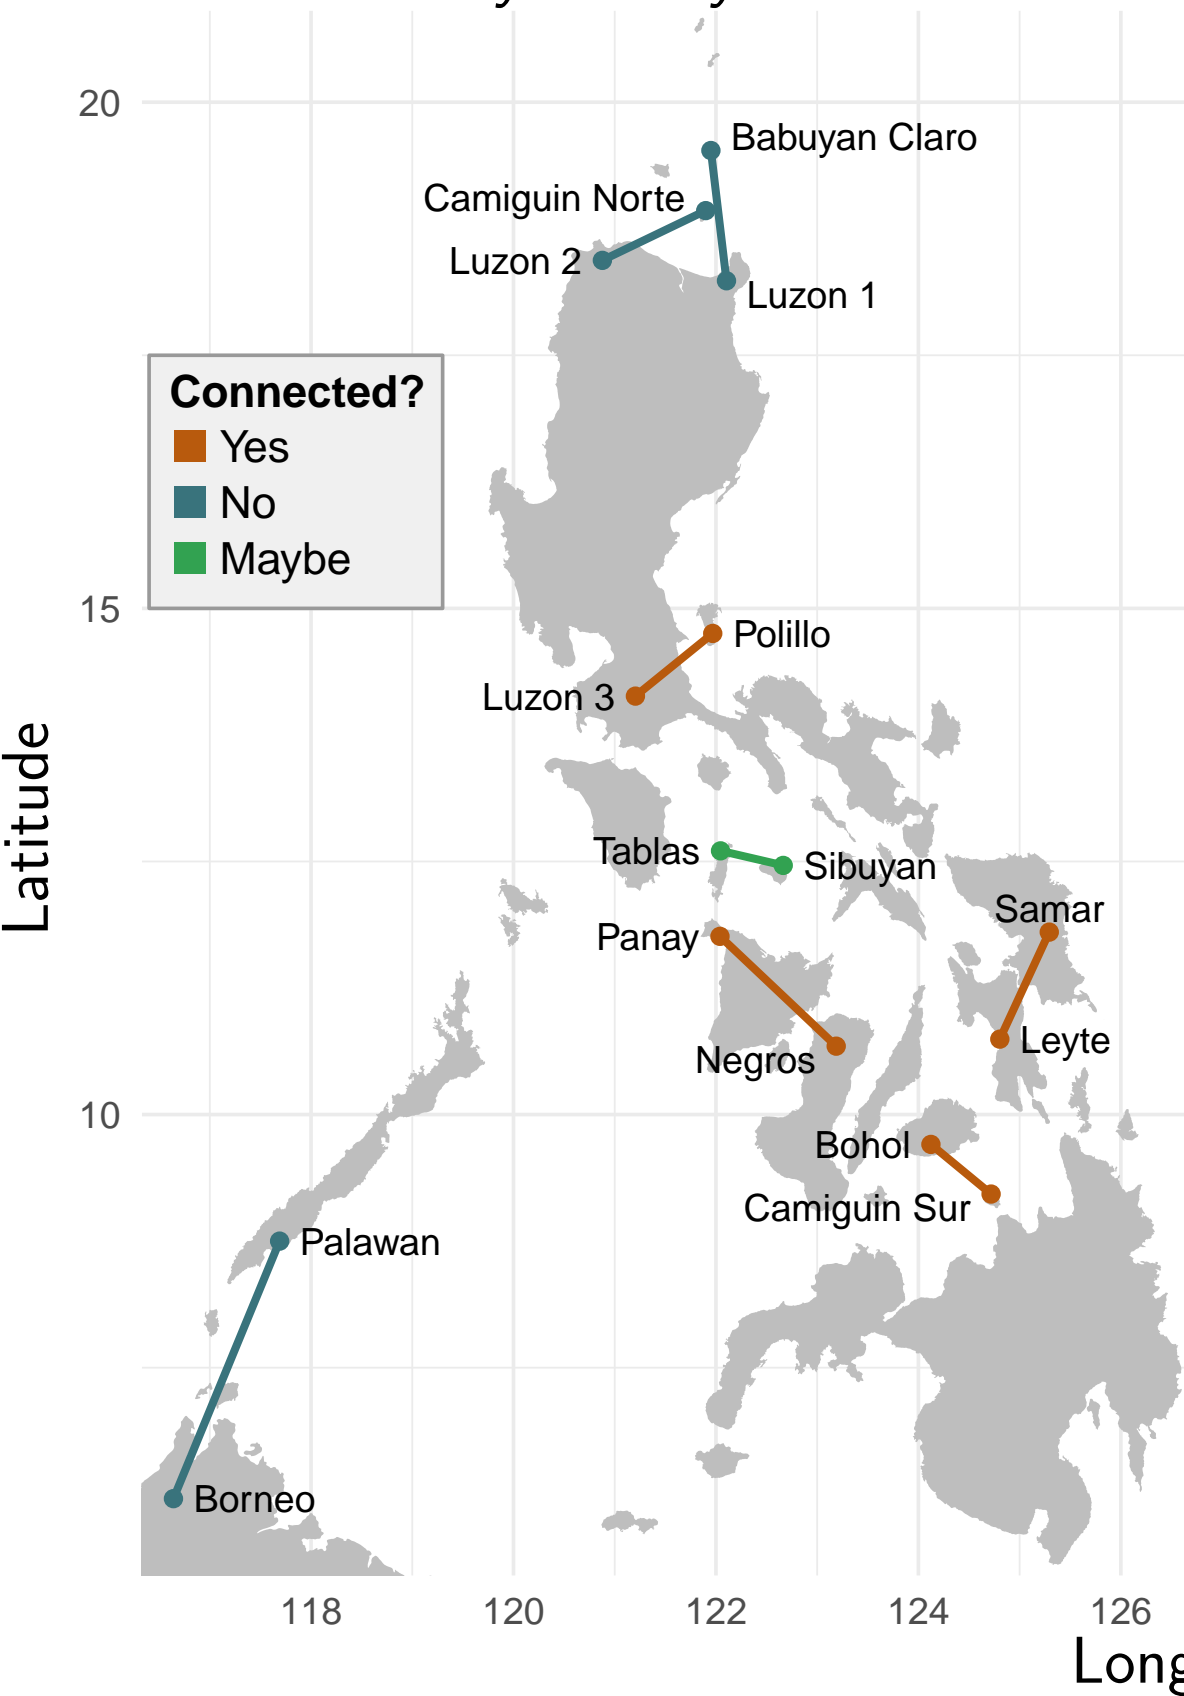 20
Babuyan Claro
Camiguin Norte
Luzon 2
Luzon 1
Connected?
Yes
No
Maybe
15
Polillo
Luzon 3
Latitude
Tablas
Sibuyan
Samar
Panay
Leyte
Negros
10
Bohol
Camiguin Sur
Palawan
Borneo
118
120
122
124
126
Long